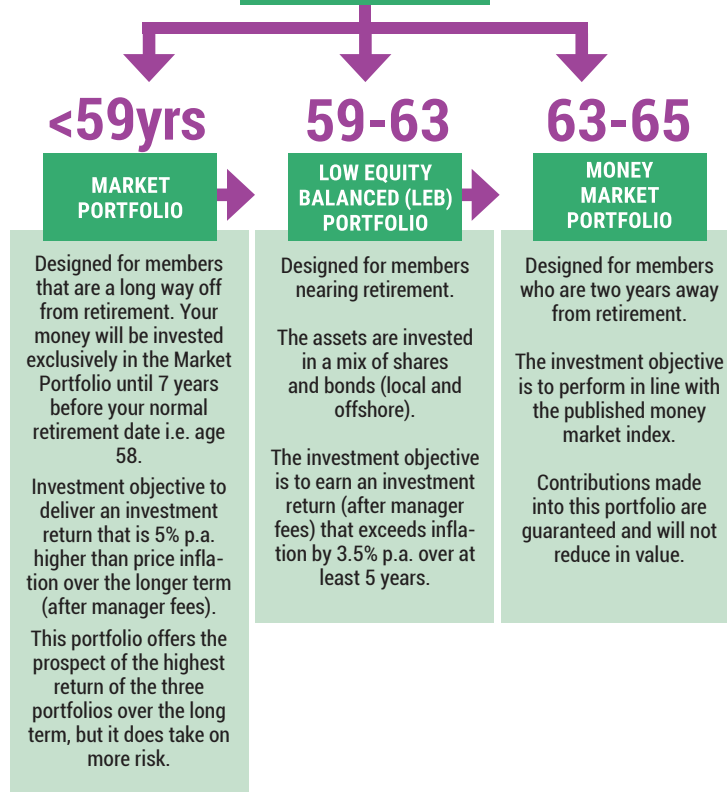 <59yrs
MARKET
PORTFOLIO
Designed for members
that are a long way off
from retirement. Your
money will be invested
exclusively in the Market
Portfolio until 7 years
before your normal
retirement date i.e. age
58.
Investment objective to
deliver an investment
return that is 5% p.a.
higher than price infla-
tion over the longer term
(after manager fees).
This portfolio offers the
prospect of the highest
return of the three
portfolios over the long
term, but it does take on
more risk.
59-63
LOW EQUITY
BALANCED (LEB)
PORTFOLIO
Designed for members
nearing retirement.
The assets are invested
in a mix of shares
and bonds (local and
offshore).
The investment objective
is to earn an investment
return (after manager
fees) that exceeds infla-
tion by 3.5% p.a. over at
least 5 years.
63-65
MONEY
MARKET
PORTFOLIO
Designed for members
who are two years away
from retirement.
The investment objective
is to perform in line with
the published money
market index.
Contributions made
into this portfolio are
guaranteed and will not
reduce in value.